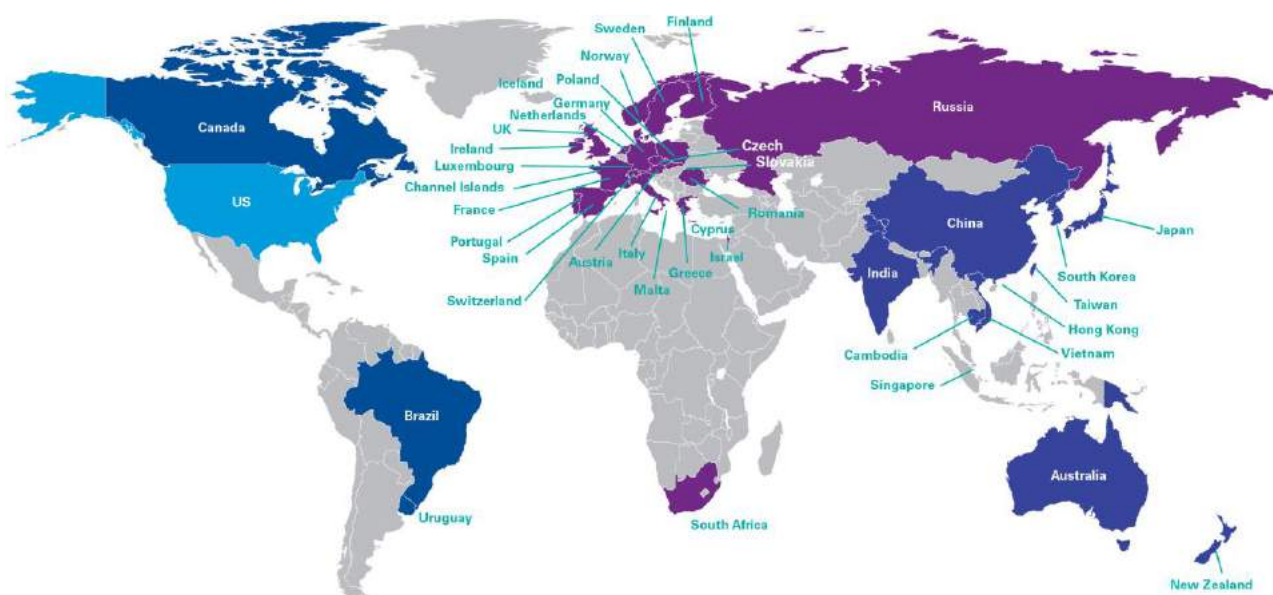 Finland
Sweden
Norway
Iceland
Poland
Germany
Netherlands
Russia
Canada
UK
Czech
Ireland
Slovakia
Luxembourg
Channel Islands
US
France
Romania
China
Cyprus
Japan
Portugal
Italy
Israel
Spain
Austria
Greece
India
South Korea
Malta
Switzerland
Taiwan
Hong Kong
Cambodia
Vietnam
Singapore
Brazil
Australia
Uruguay
South Africa
New Zealand